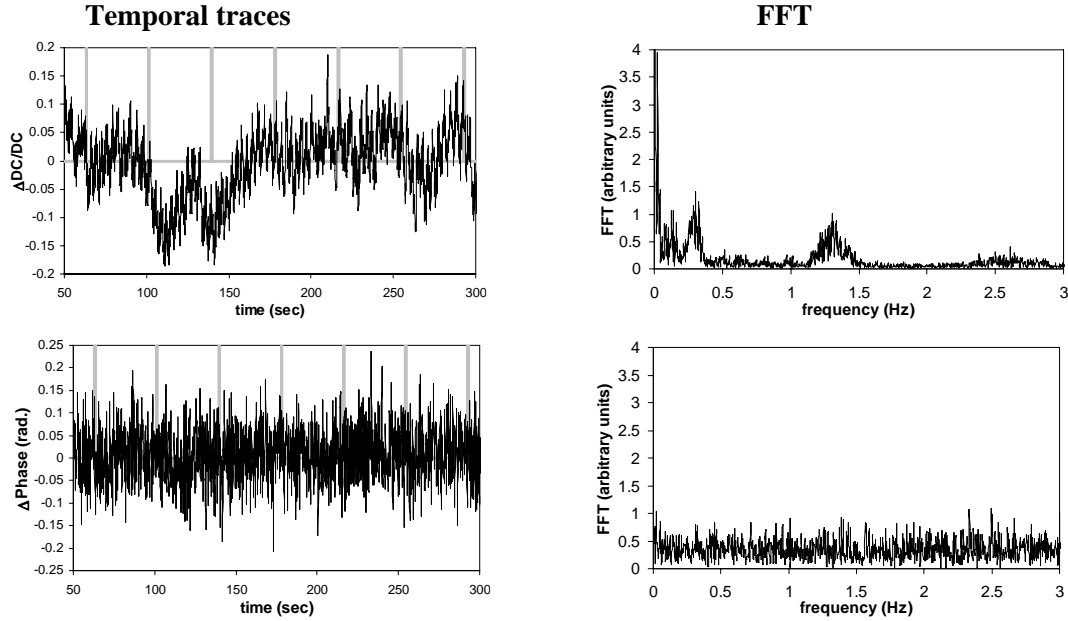 Temporal traces
FFT
0.2
0.15
0.1
0.05
0
-0.05
-0.1
-0.15
-0.2
ΔDC/DC
50 100 150 200 250 300
time (sec)
4
3.5
3
2.5
2
1.5
1
0.5
0
FFT (arbitrary units)
0 0.5 1 1.5 2 2.5 3
frequency (Hz)
0.25
0.2
0.15
0.1
0.05
0
-0.05
-0.1
-0.15
-0.2
-0.25
ΔPhase (rad.)
50 100 150 200 250 300
time (sec)
4
3.5
3
2.5
2
1.5
1
0.5
0
FFT (arbitrary units)
0 0.5 1 1.5 2 2.5 3
frequency (Hz)